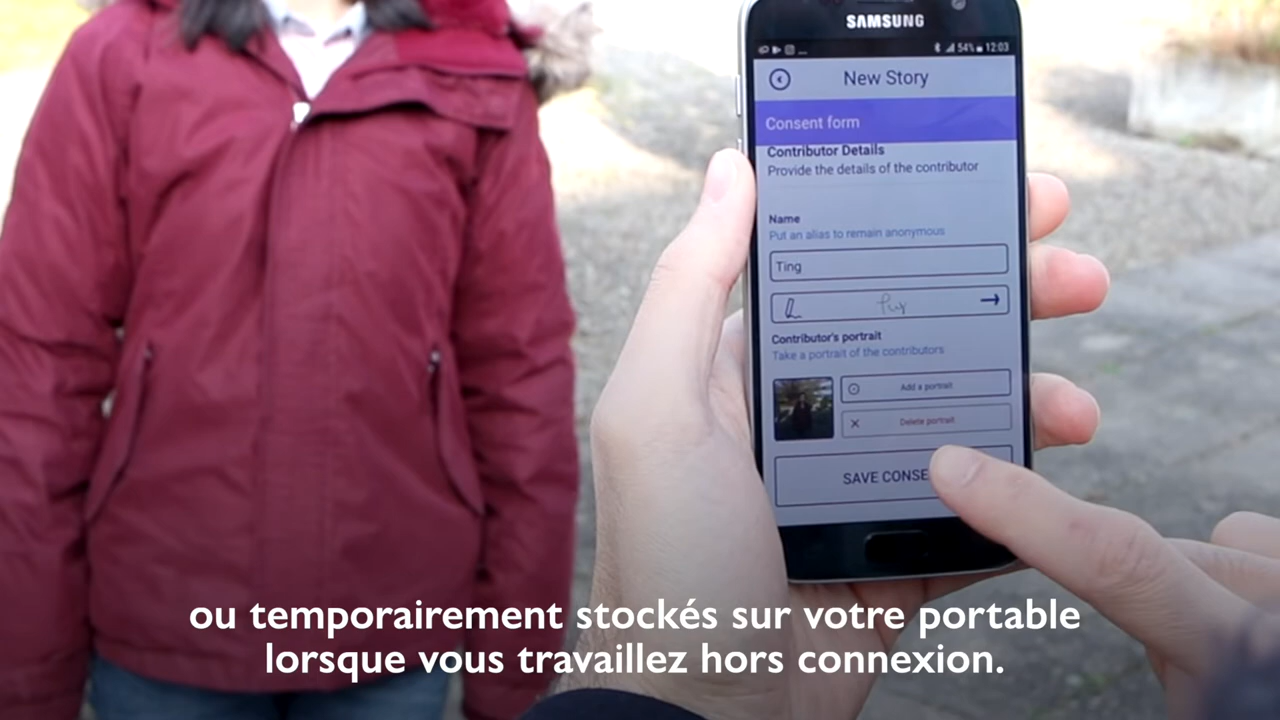 SAMSUNG
54% 12:03
New Story
Consent form
Contributor Details
Provide the details of the contributor
Name
Put an alias to remain anonymous
Ting
Contributor's portrait
Take a portrait of the contributors
Add a portrait
Delete portrait
SAVE CONSE
ou temporairement stockés sur votre portable
lorsque vous travaillez hors connexion.